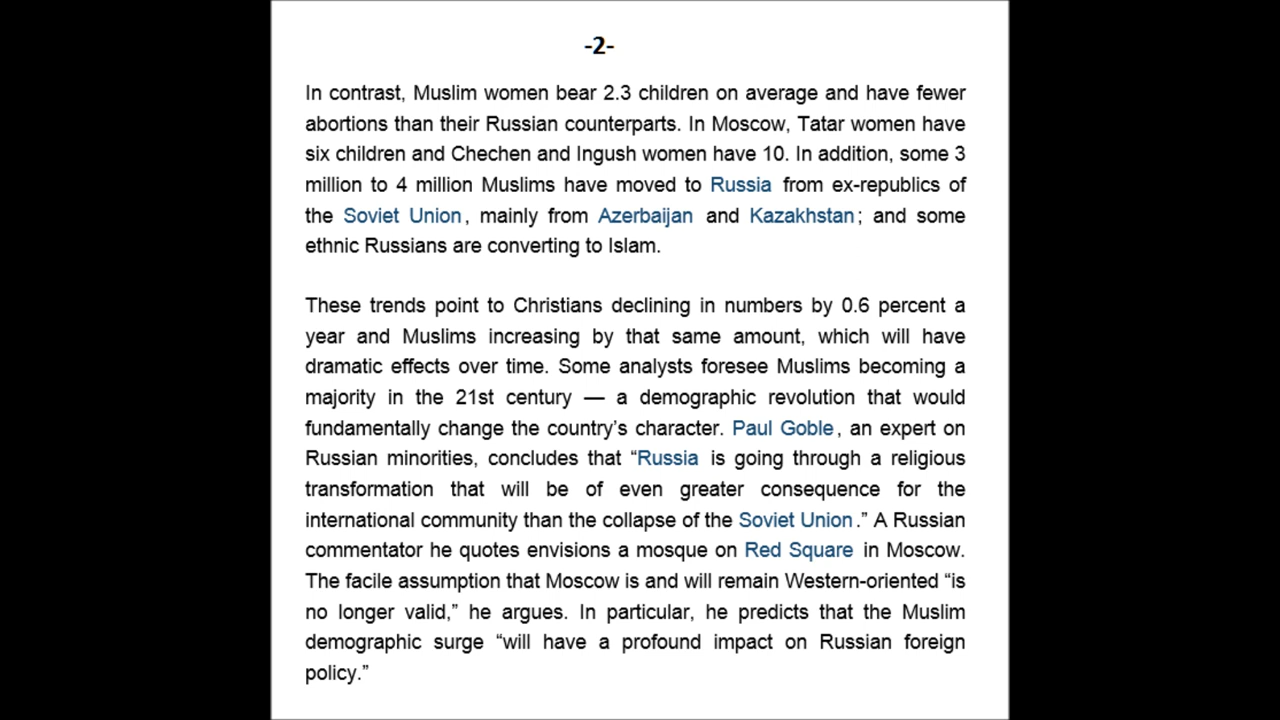 -2-
In contrast, Muslim women bear 2.3 children on average and have fewer
abortions than their Russian counterparts. In Moscow, Tatar women have
six children and Chechen and Ingush women have 10. In addition, some 3
million to 4 million Muslims have moved to Russia from ex-republics of
the Soviet Union, mainly from Azerbaijan and Kazakhstan; and some
ethnic Russians are converting to Islam.
These trends point to Christians declining in numbers by 0.6 percent a
year and Muslims increasing by that same amount, which will have
dramatic effects over time. Some analysts foresee Muslims becoming a
majority in the 21st century — a demographic revolution that would
fundamentally change the country’s character. Paul Goble, an expert on
Russian minorities, concludes that “Russia is going through a religious
transformation that will be of even greater consequence for the
international community than the collapse of the Soviet Union.” A Russian
commentator he quotes envisions a mosque on Red Square in Moscow.
The facile assumption that Moscow is and will remain Western-oriented “is
no longer valid,” he argues. In particular, he predicts that the Muslim
demographic surge “will have a profound impact on Russian foreign
policy.”